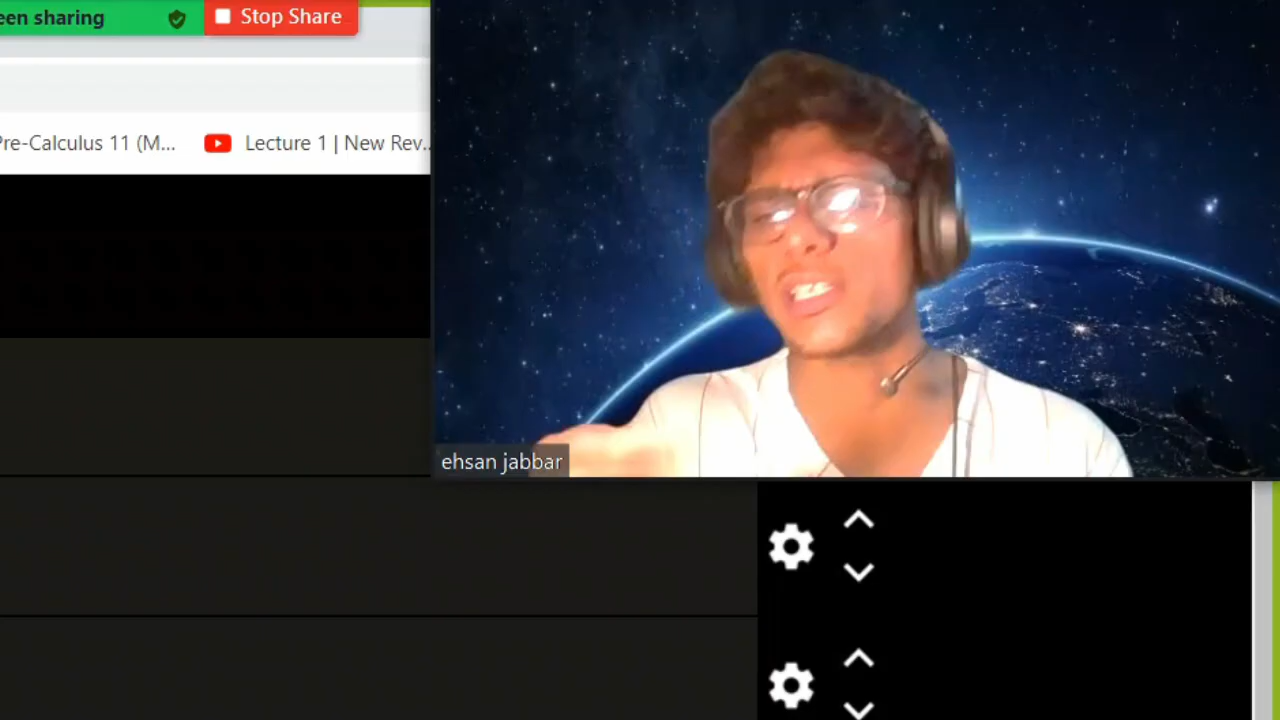 een sharing
Stop Share
Pre-Calculus 11 (M...
Lecture 1 | New Rev...
ehsan jabbar